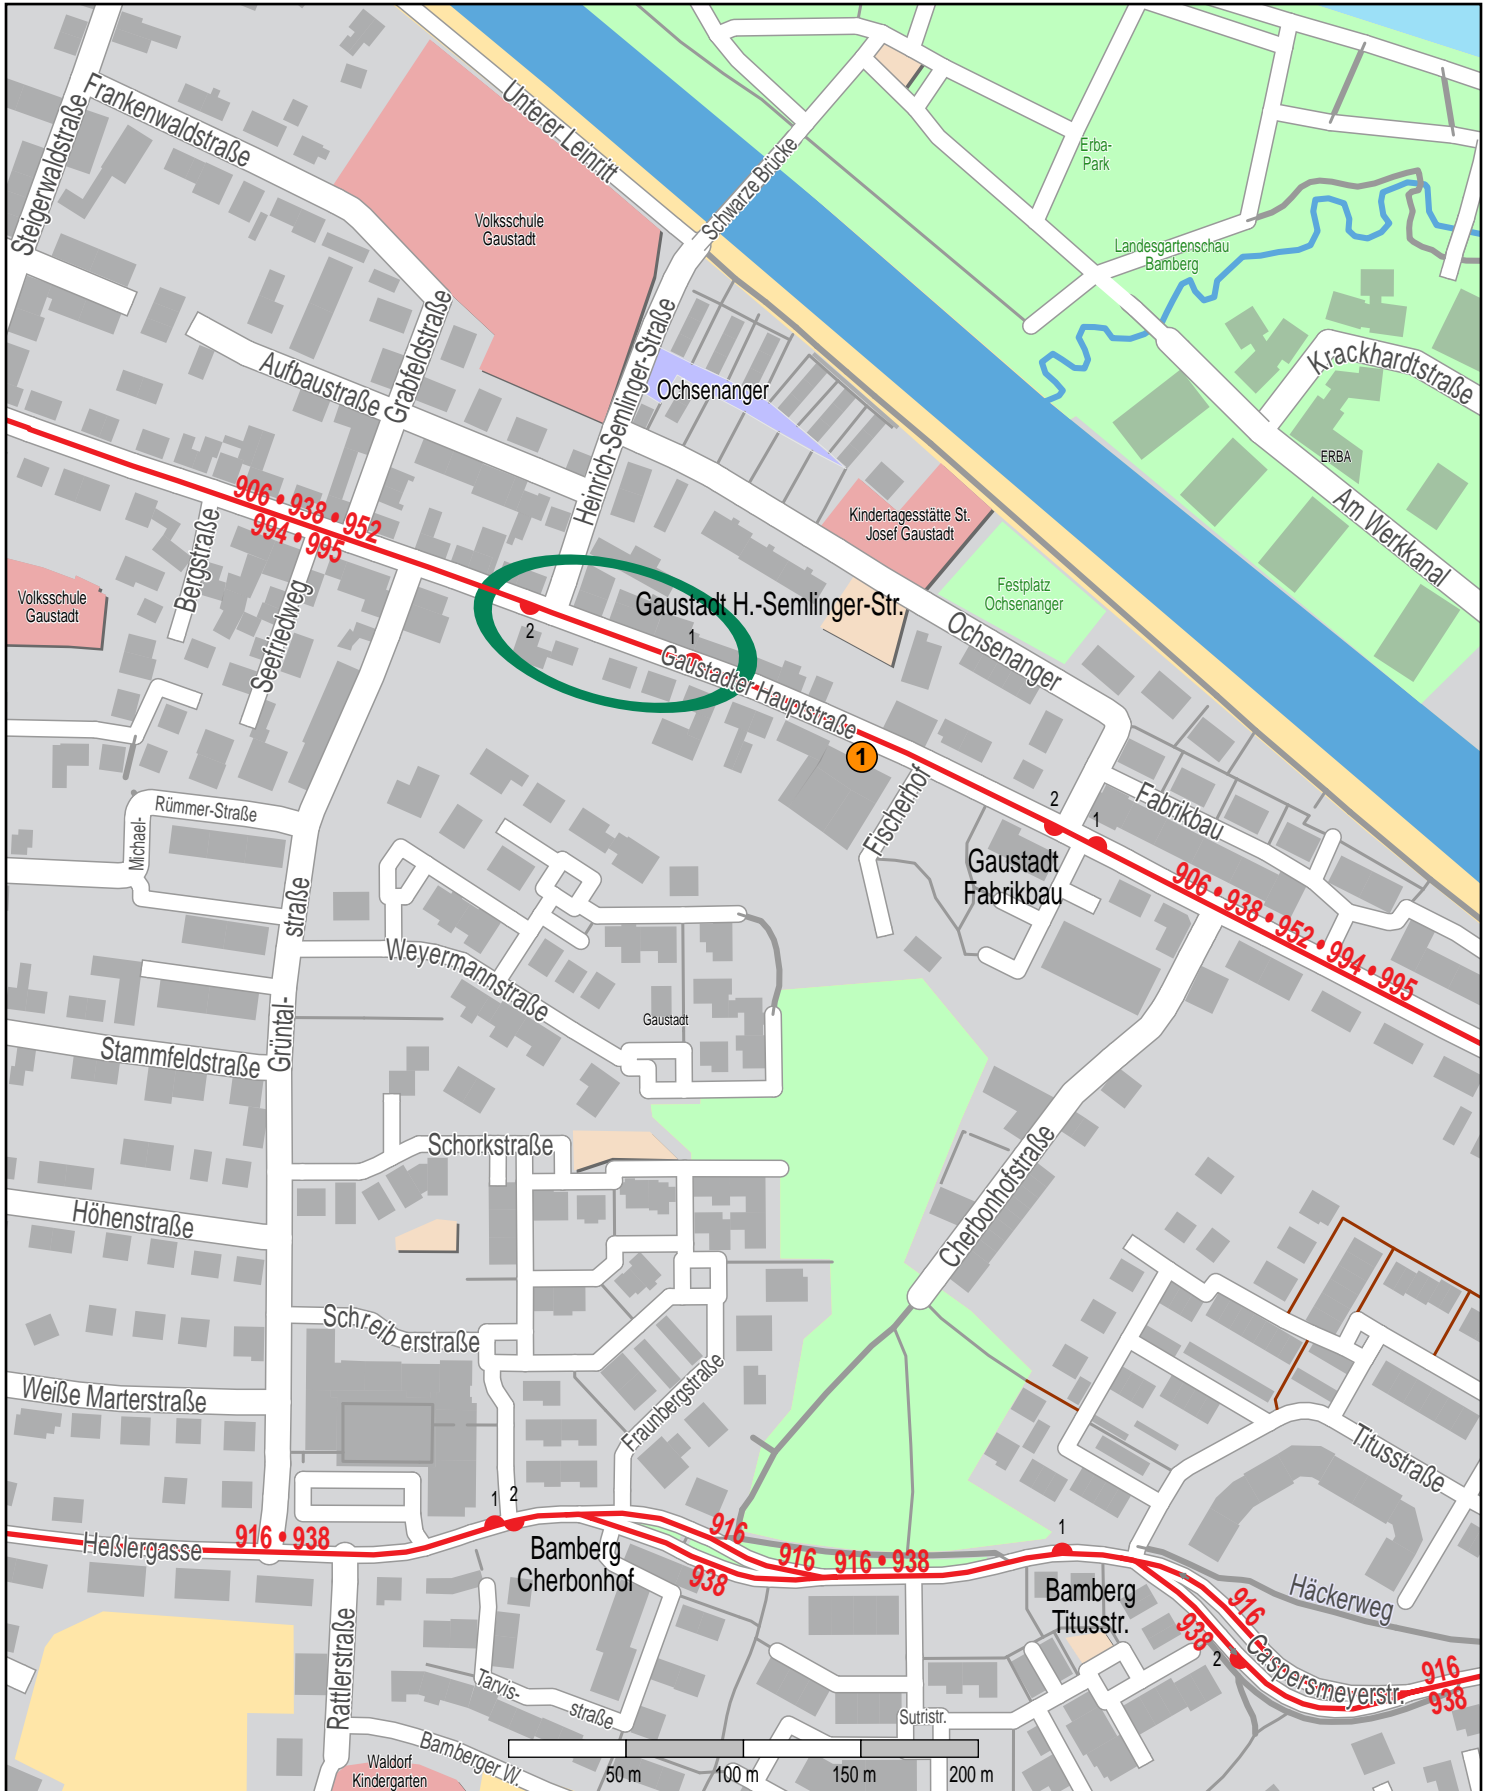 Frankenwaldstraße
Steigerwaldstraße
Unterer Leinritt
Schwarze Brücke
Erba-
Park
Volksschule
Gaustadt
Landesgartenschau
Bamberg
Grabfeldstraße
Aufbaustraße
Heinrich-Semlinger-Straße
Ochsenanger
Krackhardtstraße
ERBA
Am Werkkanal
906 • 938 • 952
994 • 995
Bergstraße
Seefriedweg
Kindertagesstätte St.
Josef Gaustadt
Festplatz
Ochsenanger
Volksschule
Gaustadt
Gaustadt H.-Semlinger-Str.
2
1
Ochsenanger
Gaustadter Hauptstraße
1
Fischerhof
2
1
Fabrikbau
Gaustadt
Fabrikbau
906 • 938 • 952 • 994 • 995
Rümmer-Straße
Michael-
straße
Grüntal-
Weyermannstraße
Gaustadt
Stammfeldstraße
Schorkstraße
Cherbonhofstraße
Höhenstraße
Schreiberstraße
Weiße Marterstraße
Fraunbergstraße
Titusstraße
1
2
Heßlergasse
916 • 938
Bamberg
Cherbonhof
916
938
916
916 • 938
1
Bamberg
Titusstr.
Häckerweg
916
938
2
Caspersmeyerstr.
916
938
Rattlerstraße
Tarvis-
straße
Sutristr.
Bamberger W.
Waldorf
Kindergarten
50 m
100 m
150 m
200 m